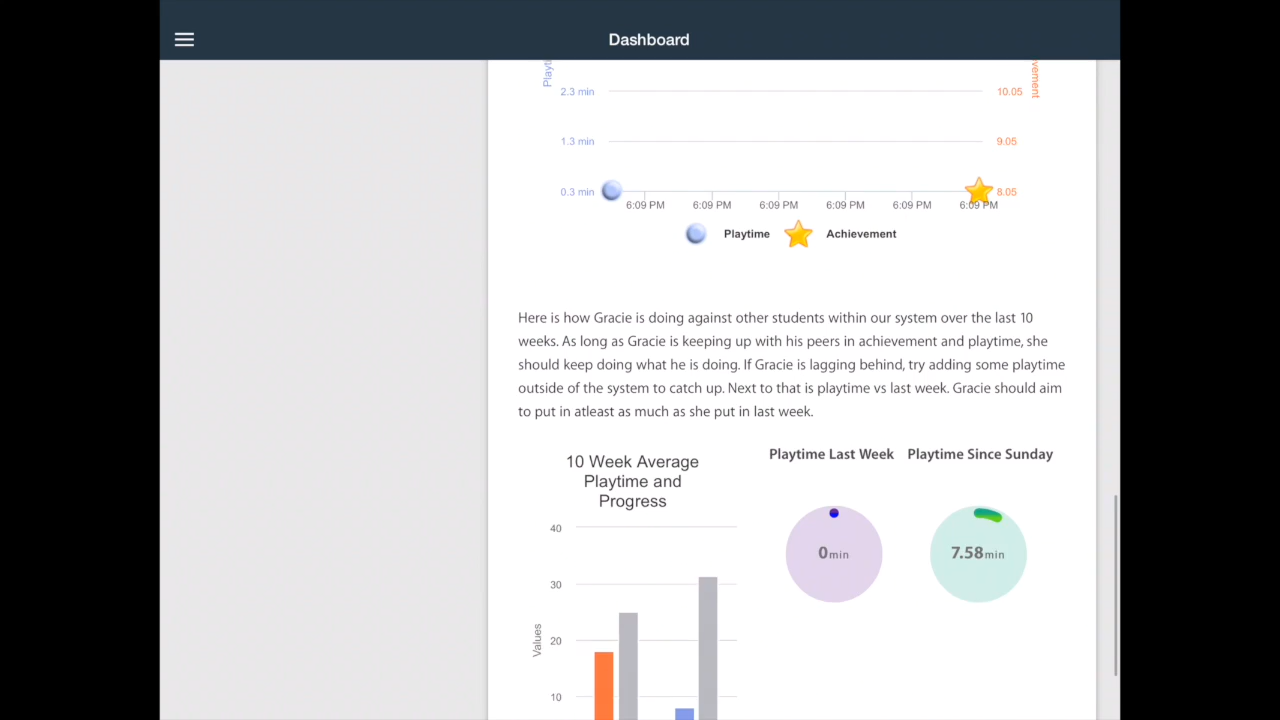 Dashboard
2.3 min
10.05
1.3 min
9.05
0.3 min
8.05
6:09 PM 6:09 PM 6:09 PM 6:09 PM 6:09 PM 6:09 PM
Playtime Achievement
Here is how Gracie is doing against other students within our system over the last 10
weeks. As long as Gracie is keeping up with his peers in achievement and playtime, she
should keep doing what he is doing. If Gracie is lagging behind, try adding some playtime
outside of the system to catch up. Next to that is playtime vs last week. Gracie should aim
to put in atleast as much as she put in last week.
10 Week Average
Playtime and
Progress
40
30
20
10
Values
Playtime Last Week
0min
Playtime Since Sunday
7.58min